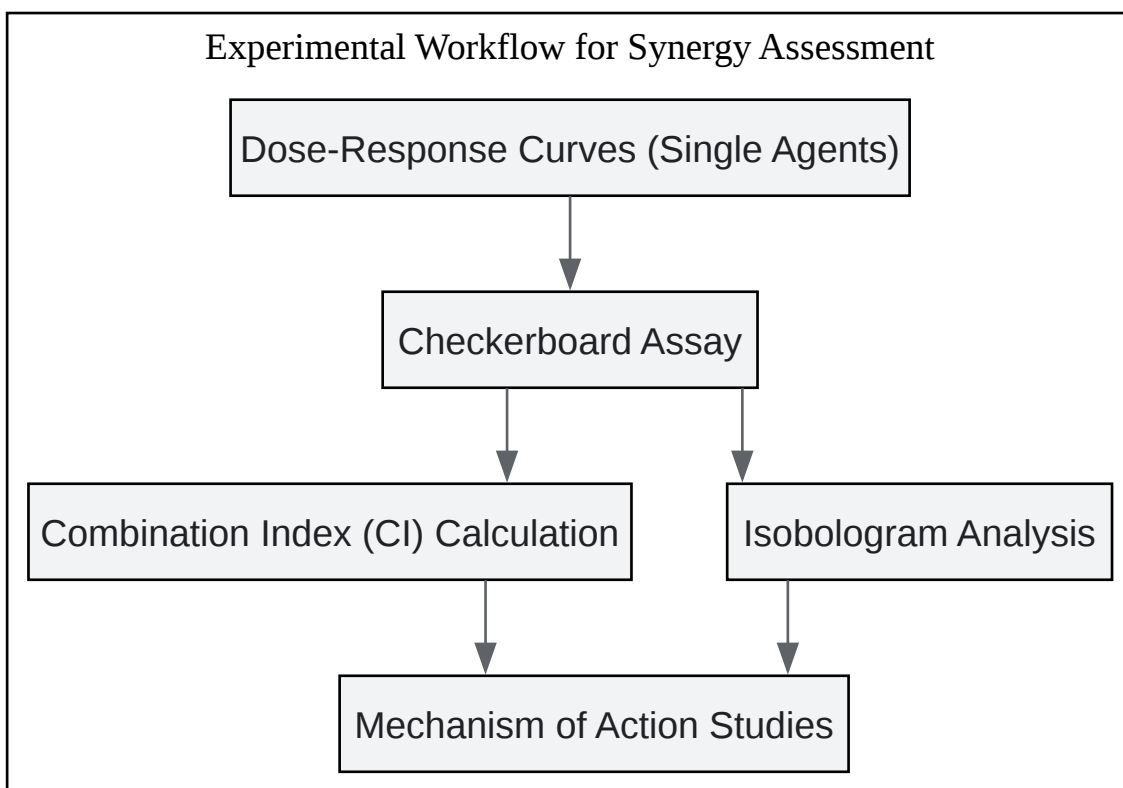 Experimental Workflow for Synergy Assessment
Dose-Response Curves (Single Agents)
Checkerboard Assay
Combination Index (CI) Calculation
Isobologram Analysis
Mechanism of Action Studies